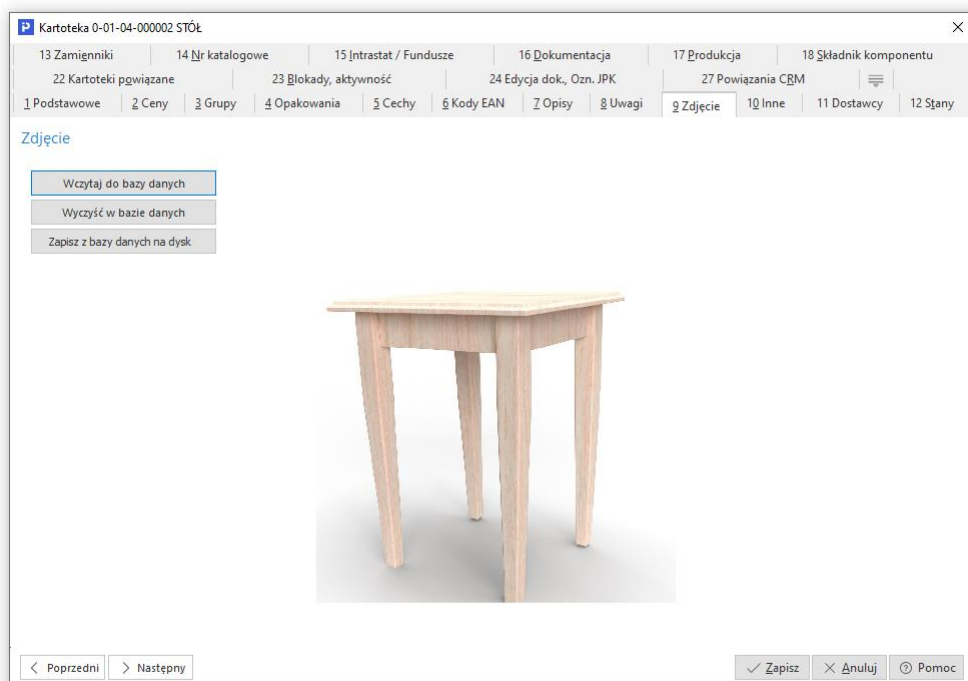 Kartoteka 0-01-04-000002 STÓŁ
13 Zamienniki 14 Nr katalogowe 15 Intrastat / Fundusze 16 Dokumentacja 17 Produkcja 18 Składnik komponentu
22 Kartoteki powiązane 23 Blokady, aktywność 24 Edycja dok., Ozn. JPK 27 Powiązania CRM
1 Podstawowe 2 Ceny 3 Grupy 4 Opakowania 5 Cechy 6 Kody EAN 7 Opisy 8 Uwagi 9 Zdjęcie 10 Inne 11 Dostawcy 12 Stany
Zdjęcie
Wczytaj do bazy danych
Wyczyść w bazie danych
Zapisz z bazy danych na dysk
Poprzedni Następny Zapisz Anuluj Pomoc